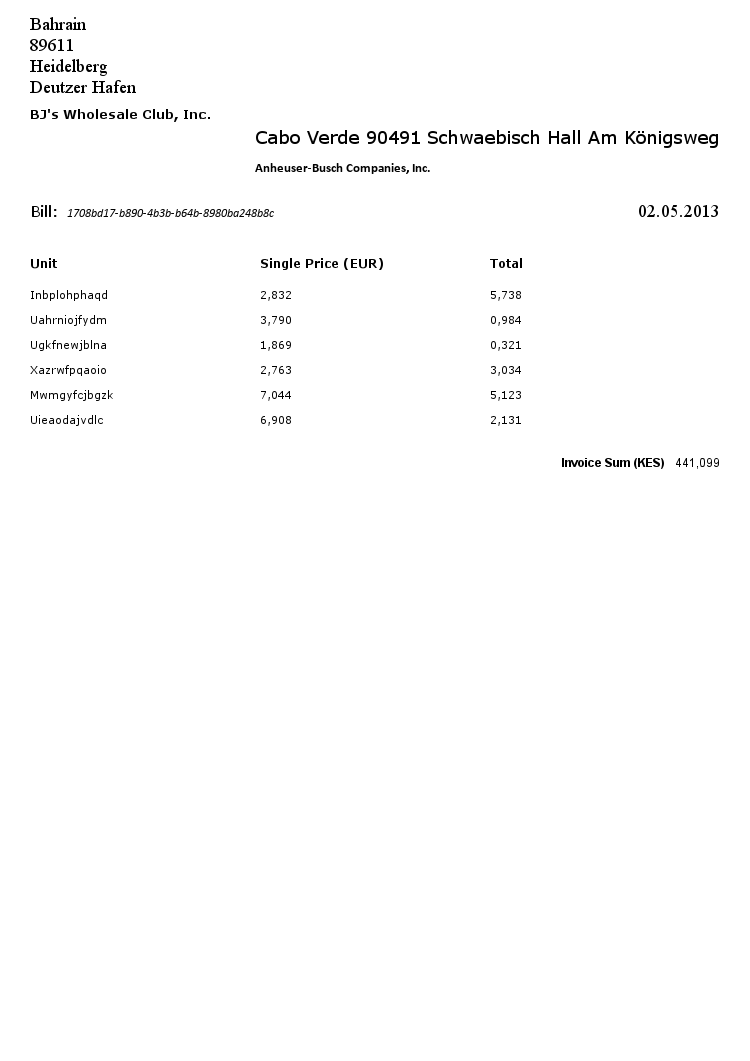 Bahrain
89611
Heidelberg
Deutzer Hafen
BJ's Wholesale Club, Inc.
Cabo Verde 90491 Schwaebisch Hall Am Königsweg
Anheuser-Busch Companies, Inc.
Bill: 1708bd17-b890-4b3b-b64b-8980ba248b8c 02.05.2013
Unit Single Price (EUR) Total
Inbplohphaqd 2,832 5,738
Uahrniojfydm 3,790 0,984
Ugkfnewjblna 1,869 0,321
Xazrwfpqaoio 2,763 3,034
Mwmgyfcjbgzk 7,044 5,123
Uieaodajvdlc 6,908 2,131
Invoice Sum (KES) 441,099